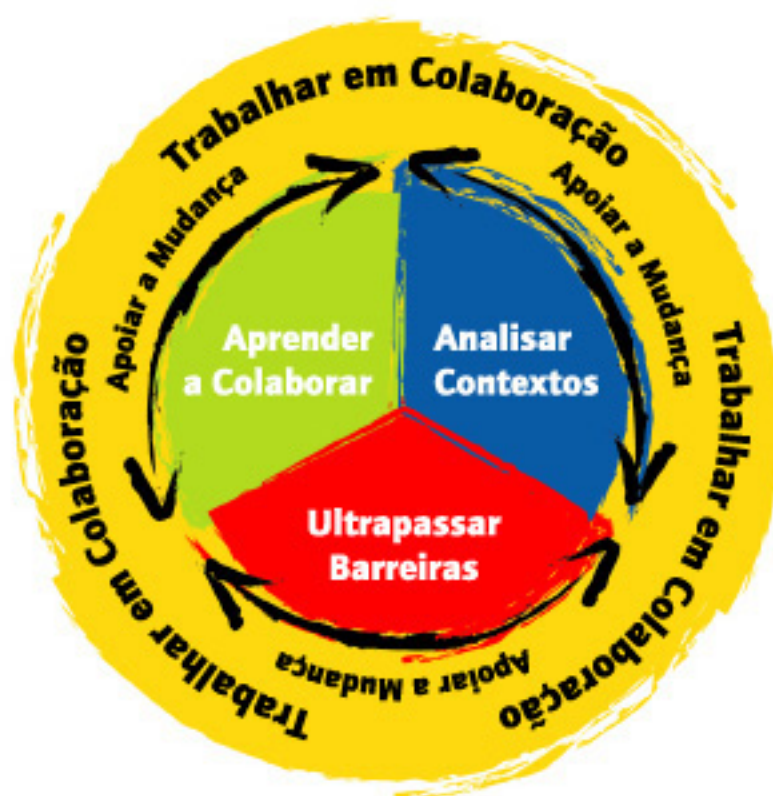 Trabalhar em Colaboração
Apoiar a Mudança
Apoiar a Mudança
Aprender
a Colaborar
Analisar
Contextos
Ultrapassar
Barreiras
Trabalhar em Colaboração
Trabalhar em Colaboração
Apoiar a Mudança